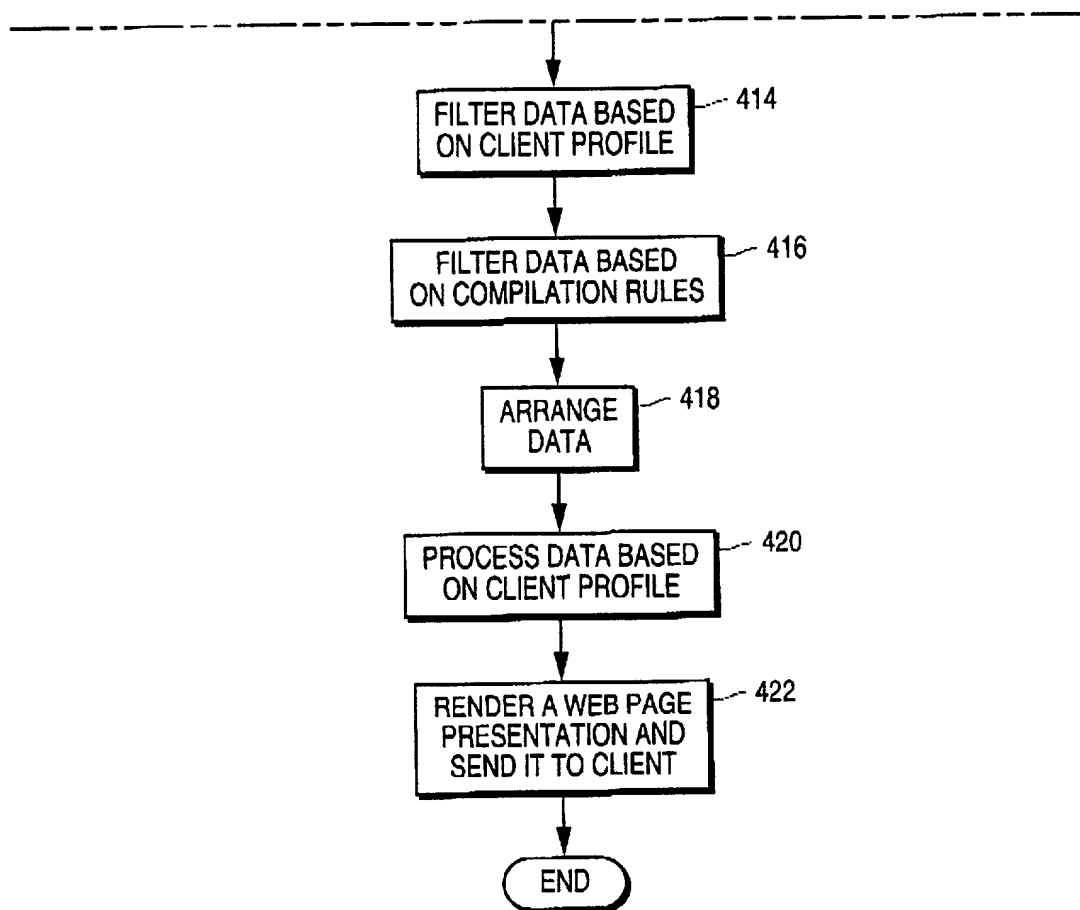 FILTER DATA BASED
ON CLIENT PROFILE
414
FILTER DATA BASED
ON COMPILATION RULES
416
ARRANGE
DATA
418
PROCESS DATA BASED
ON CLIENT PROFILE
420
RENDER A WEB PAGE
PRESENTATION AND
SEND IT TO CLIENT
422
END